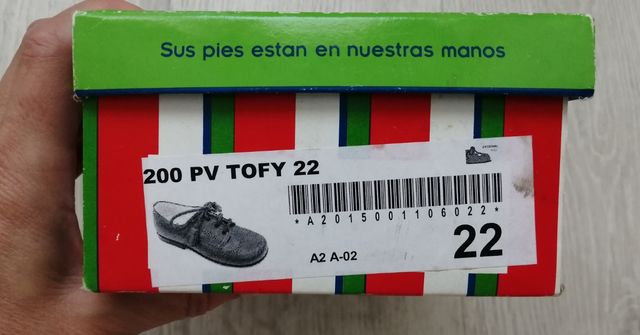 Sus pies estan en nuestras manos
200 PV TOFY 22
*A2015001106022*
A2 A-02
22